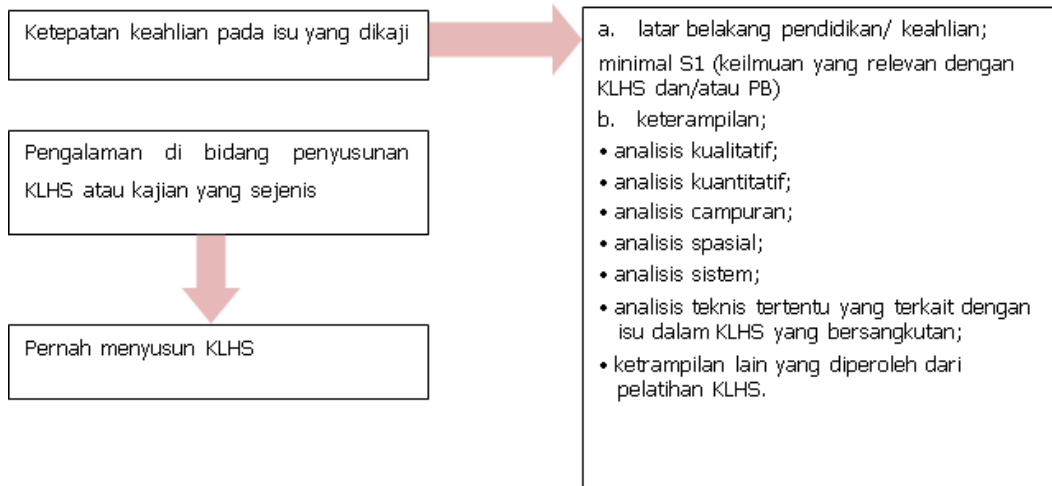 Ketepatan keahlian pada isu yang dikaji
Pengalaman di bidang penyusunan
KLHS atau kajian yang sejenis
Pernah menyusun KLHS
a. latar belakang pendidikan/ keahlian;
minimal S1 (keilmuan yang relevan dengan
KLHS dan/atau PB)
b. keterampilan;
• analisis kualitatif;
• analisis kuantitatif;
• analisis campuran;
• analisis spasial;
• analisis sistem;
• analisis teknis tertentu yang terkait dengan
isu dalam KLHS yang bersangkutan;
• ketrampilan lain yang diperoleh dari
pelatihan KLHS.